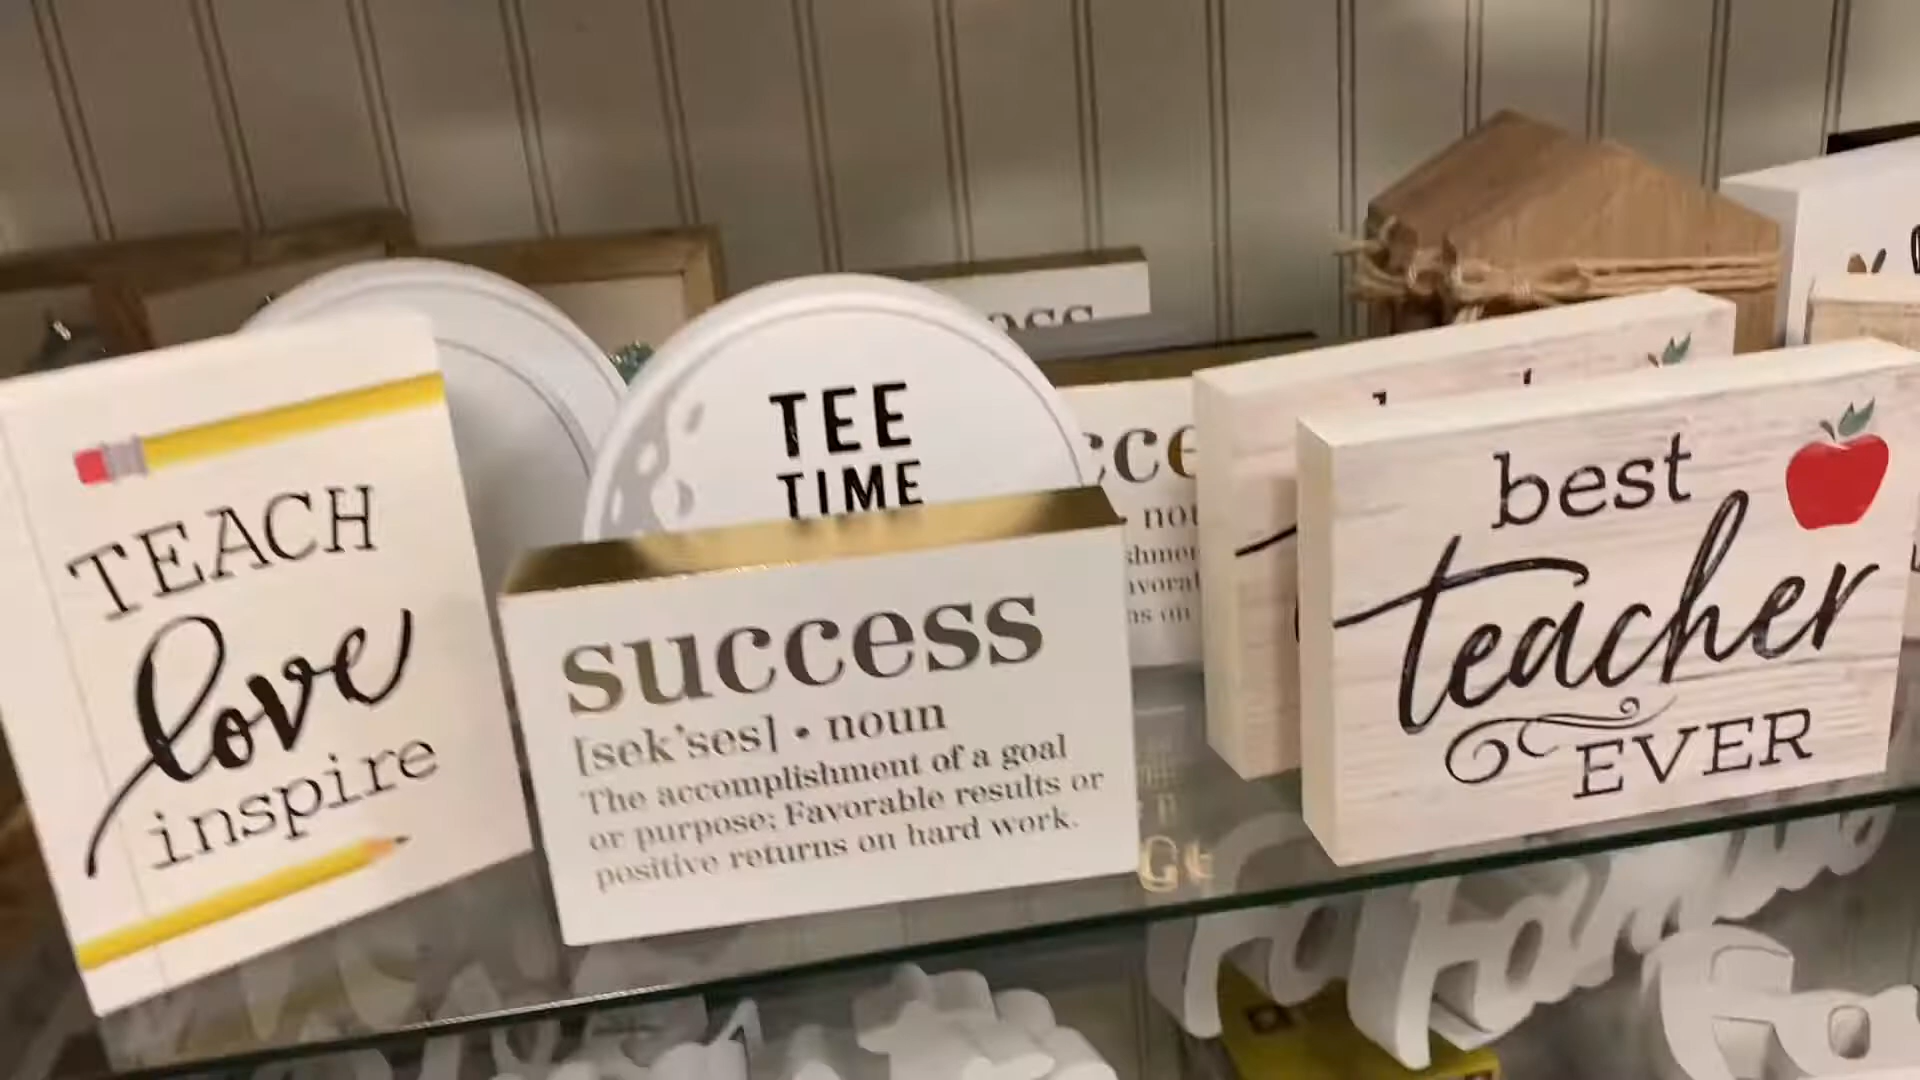 TEACH
love
inspire
TEE
TIME
success
[sek'ses] • noun
The accomplishment of a goal
or purpose; Favorable results or
positive returns on hard work.
best
teacher
EVER